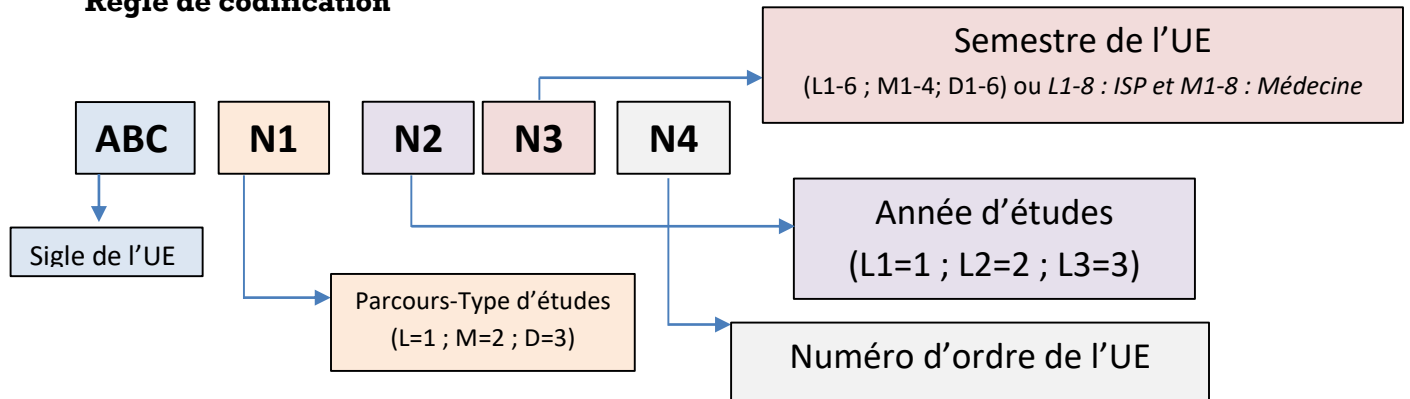 Règle de codification
Semestre de l’UE
(L1-6 ; M1-4; D1-6) ou L1-8 : ISP et M1-8 : Médecine
ABC N1 N2 N3 N4
Année d’études
(L1=1 ; L2=2 ; L3=3)
Sigle de l’UE
Parcours-Type d’études
(L=1 ; M=2 ; D=3)
Numéro d’ordre de l’UE